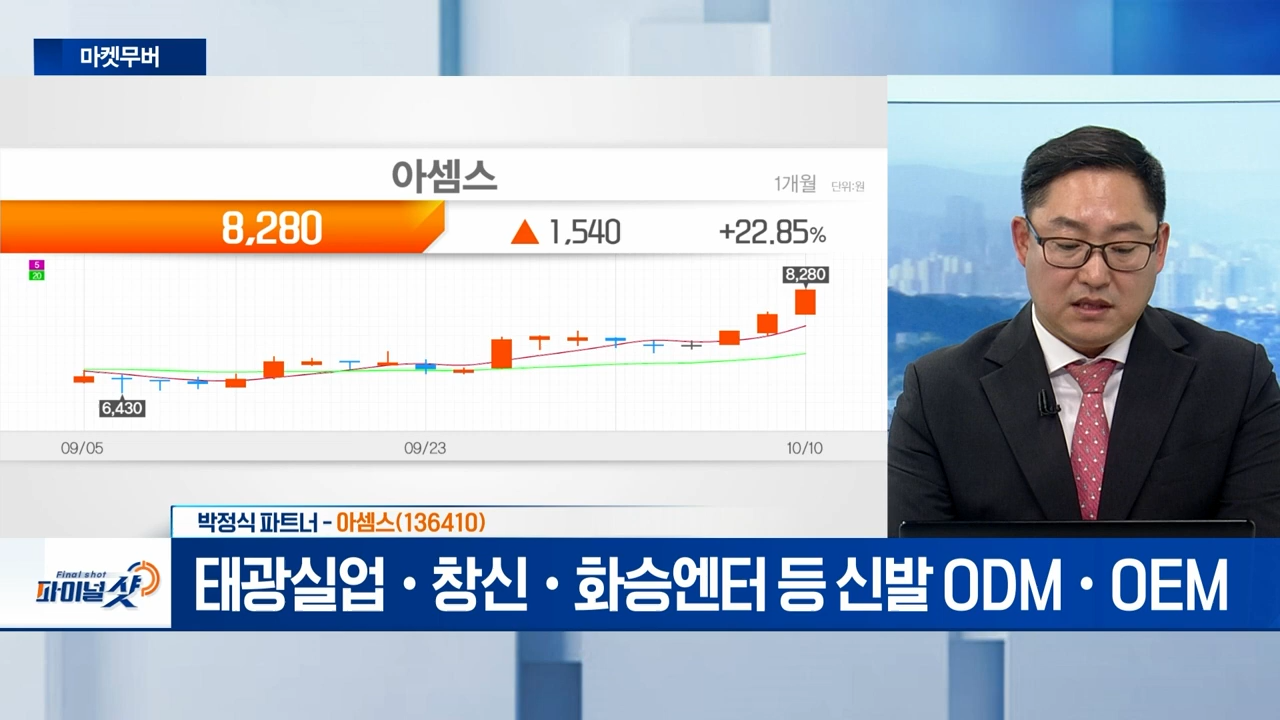 마켓무버
아셈스
1개월 단위:원
8,280 ▲ 1,540 +22.85%
5
20
8,280
6,430
09/05 09/23 10/10
박정식 파트너 - 아셈스(136410)
Final shot
파이널샷
태광실업・창신・화승엔터 등 신발 ODM・OEM